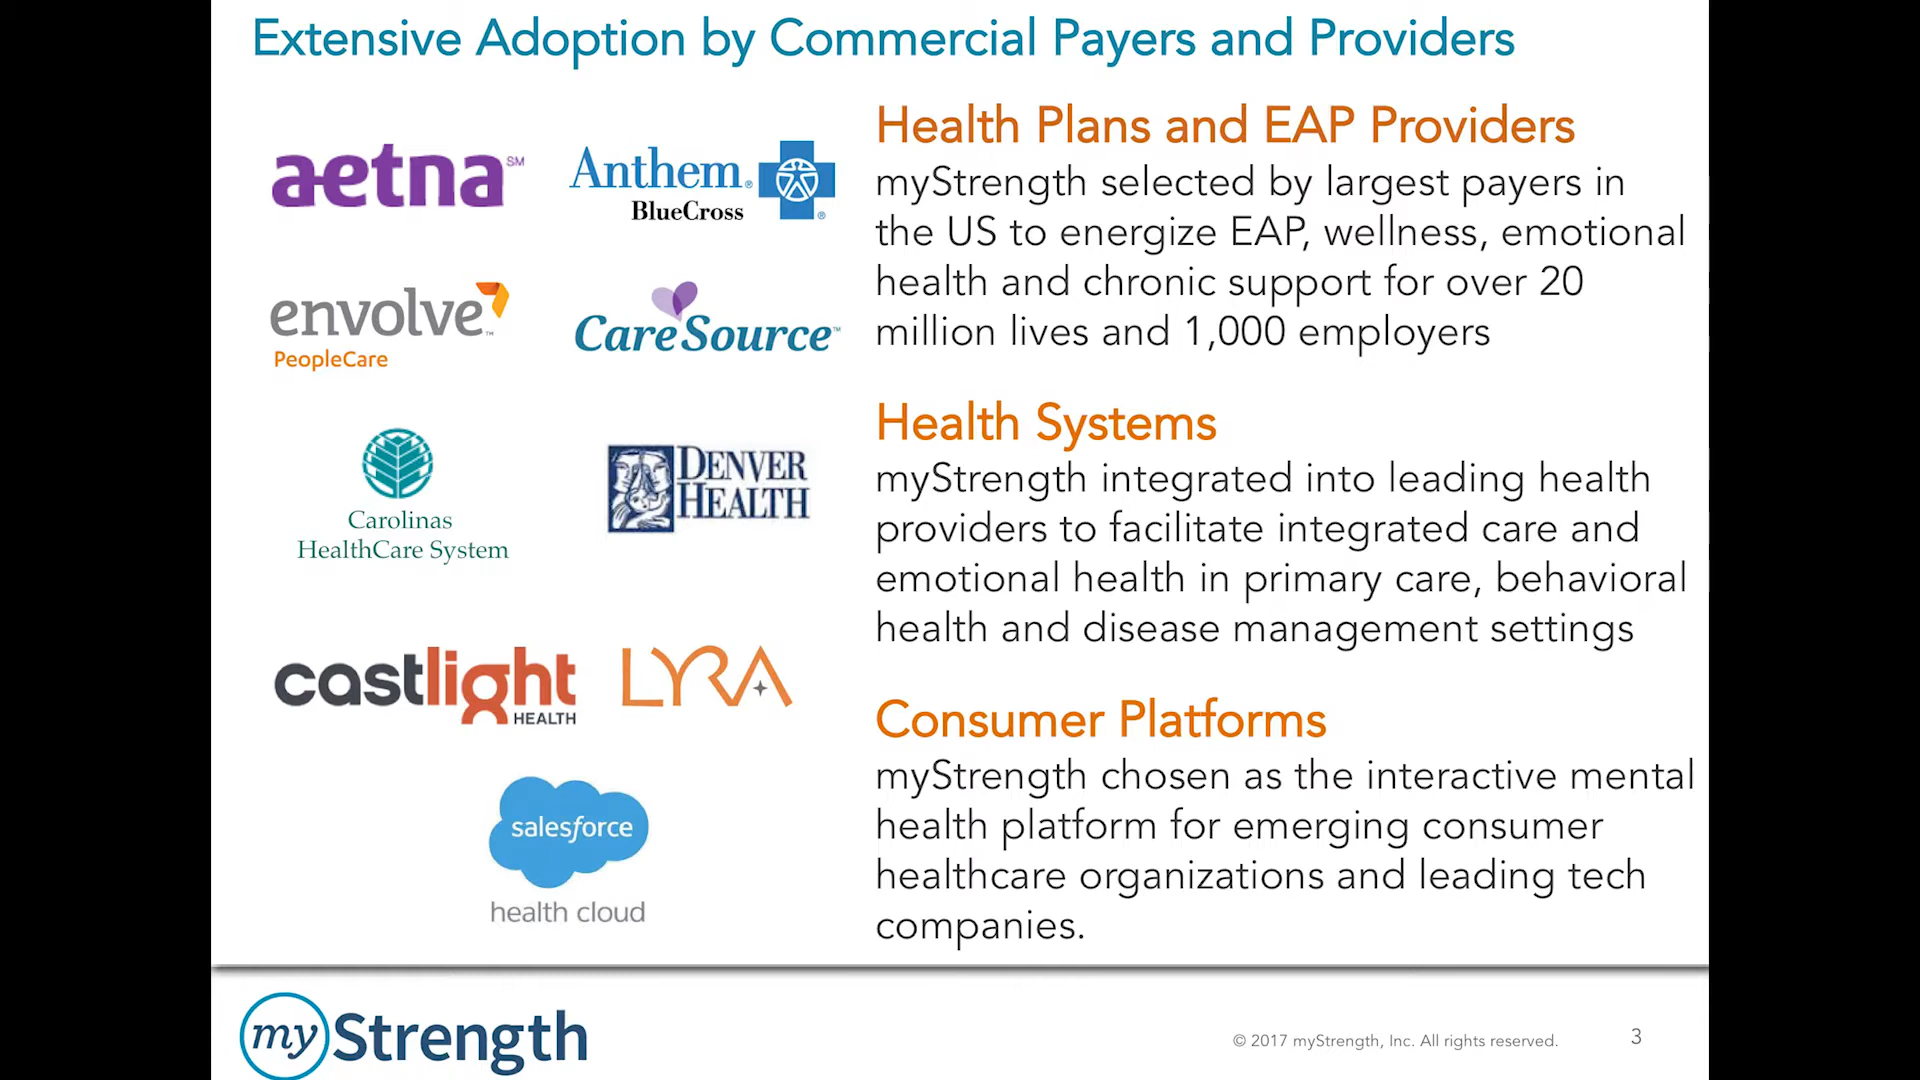 Extensive Adoption by Commercial Payers and Providers
aetna SM
Anthem®
BlueCross ®
envolve™
PeopleCare
CareSource™
Carolinas
HealthCare System
DENVER
HEALTH
castlight
HEALTH
LYRA
salesforce
health cloud
Health Plans and EAP Providers
myStrength selected by largest payers in
the US to energize EAP, wellness, emotional
health and chronic support for over 20
million lives and 1,000 employers
Health Systems
myStrength integrated into leading health
providers to facilitate integrated care and
emotional health in primary care, behavioral
health and disease management settings
Consumer Platforms
myStrength chosen as the interactive mental
health platform for emerging consumer
healthcare organizations and leading tech
companies.
myStrength
© 2017 myStrength, Inc. All rights reserved.
3